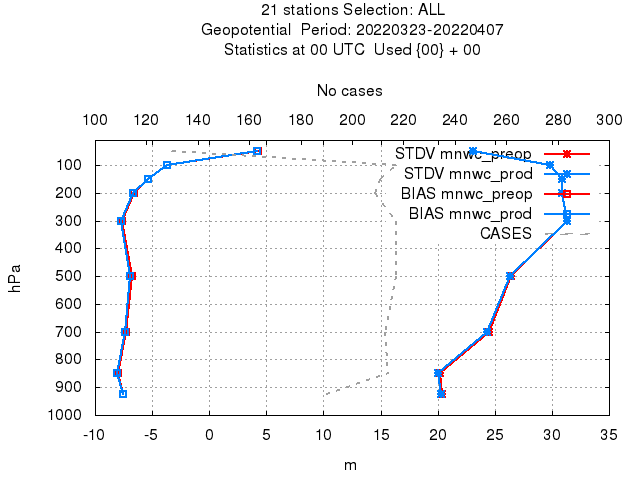 21 stations Selection: ALL
Geopotential  Period: 20220323-20220407
Statistics at 00 UTC  Used {00} + 00
No cases
100 120 140 160 180 200 220 240 260 280 300
STDV mnwc_preop
STDV mnwc_prod
BIAS mnwc_preop
BIAS mnwc_prod
CASES
hPa
100
200
300
400
500
600
700
800
900
1000
-10 -5 0 5 10 15 20 25 30 35
m